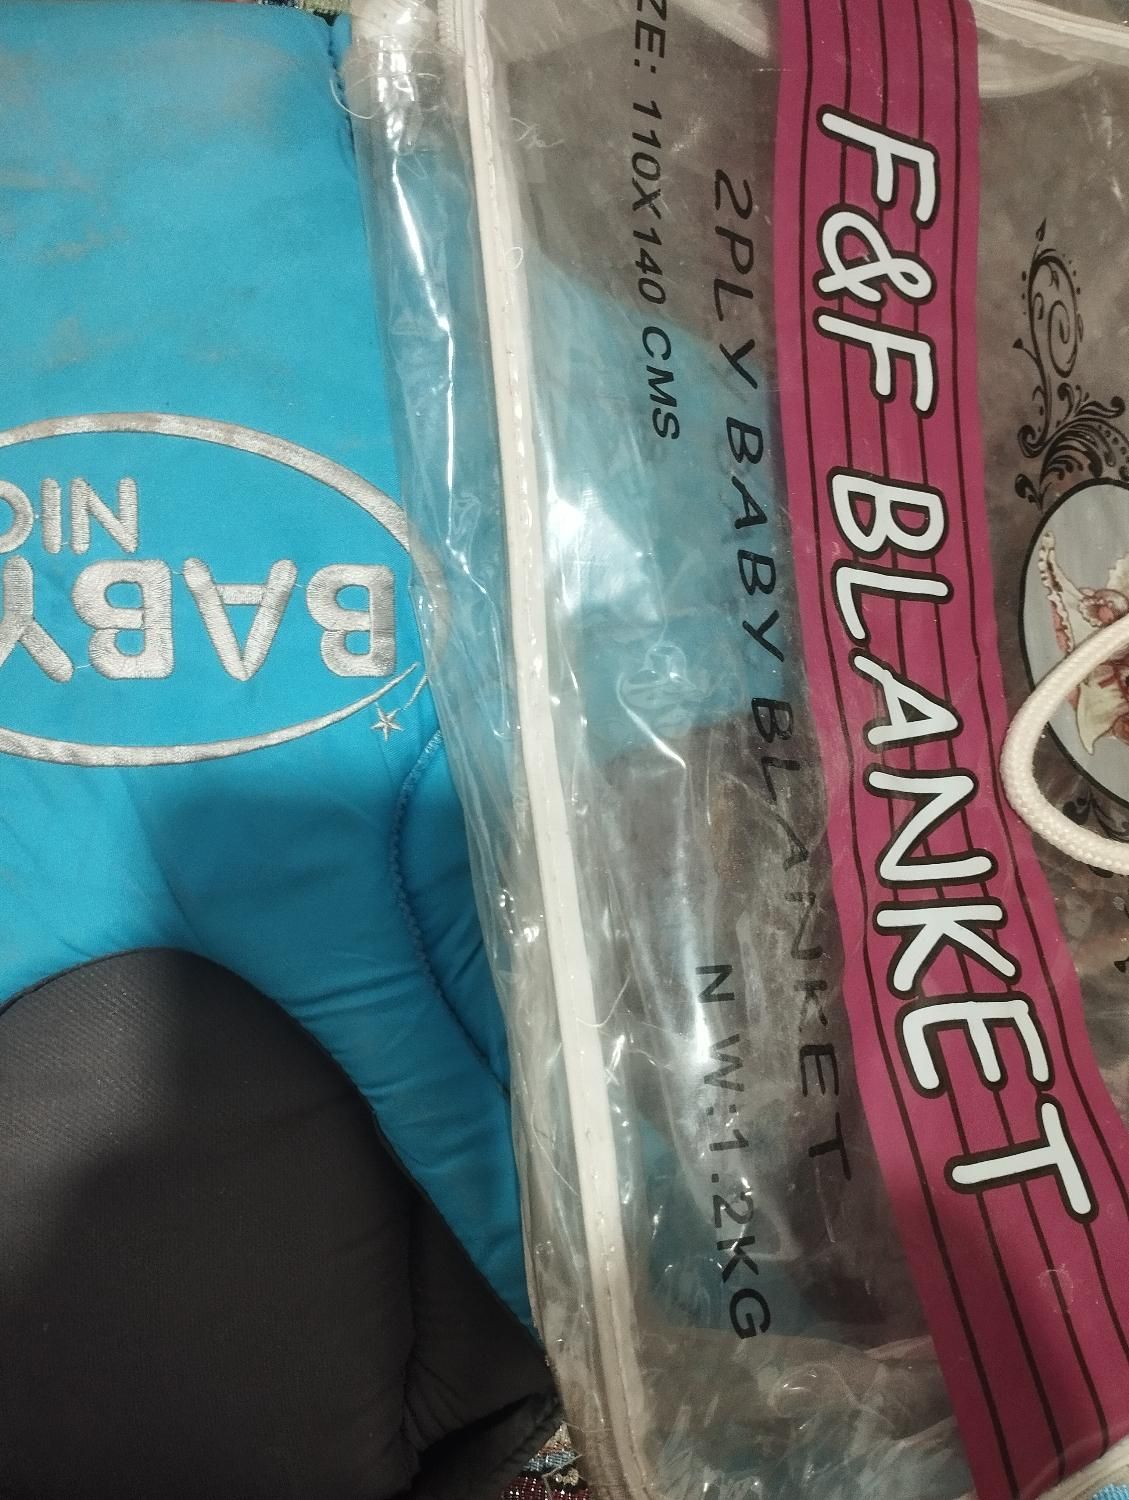 F&F BLANKET
2PLY BABY BLANKET
ZE: 110X140 CMS
N.W:1.2KG
BABY
NIC